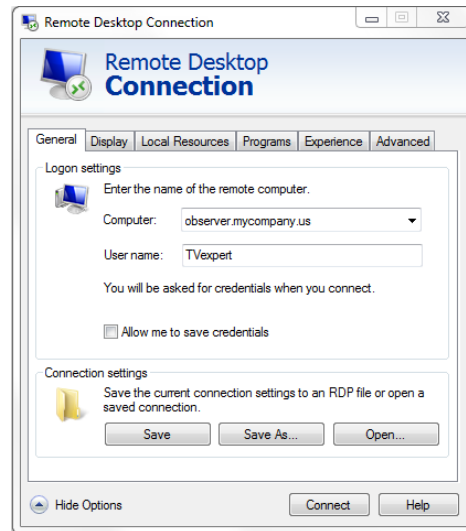 Remote Desktop Connection
Remote Desktop
Connection
General Display Local Resources Programs Experience Advanced
Logon settings
Enter the name of the remote computer.
Computer: observer.mycompany.us
User name: TVexpert
You will be asked for credentials when you connect.
Allow me to save credentials
Connection settings
Save the current connection settings to an RDP file or open a
saved connection.
Save Save As... Open...
Hide Options Connect Help